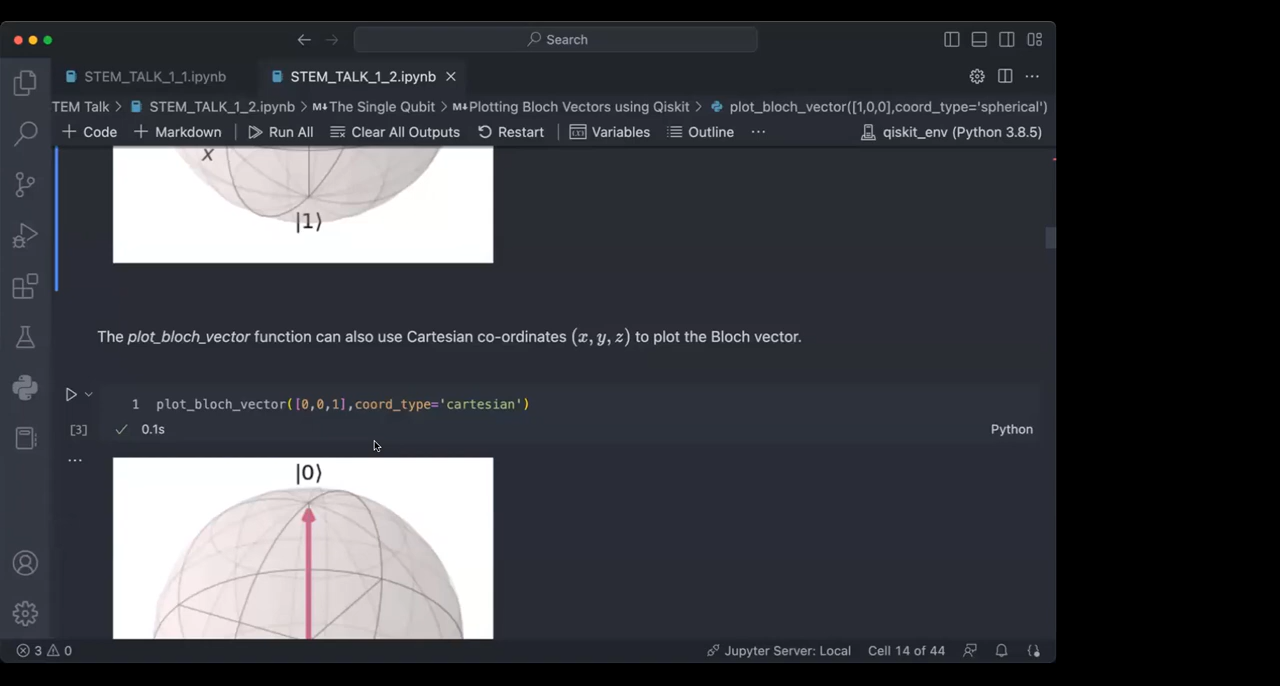 Search
STEM_TALK_1_1.ipynb
STEM_TALK_1_2.ipynb
TEM Talk > STEM_TALK_1_2.ipynb > M↓The Single Qubit > M↓Plotting Bloch Vectors using Qiskit > plot_bloch_vector([1,0,0],coord_type='spherical')
+ Code + Markdown Run All Clear All Outputs Restart Variables Outline ... qiskit_env (Python 3.8.5)
x
|1⟩
The plot_bloch_vector function can also use Cartesian co-ordinates (x, y, z) to plot the Bloch vector.
1 plot_bloch_vector([0,0,1],coord_type='cartesian')
[3] ✓ 0.1s Python
...
|0⟩
3 0 Jupyter Server: Local Cell 14 of 44